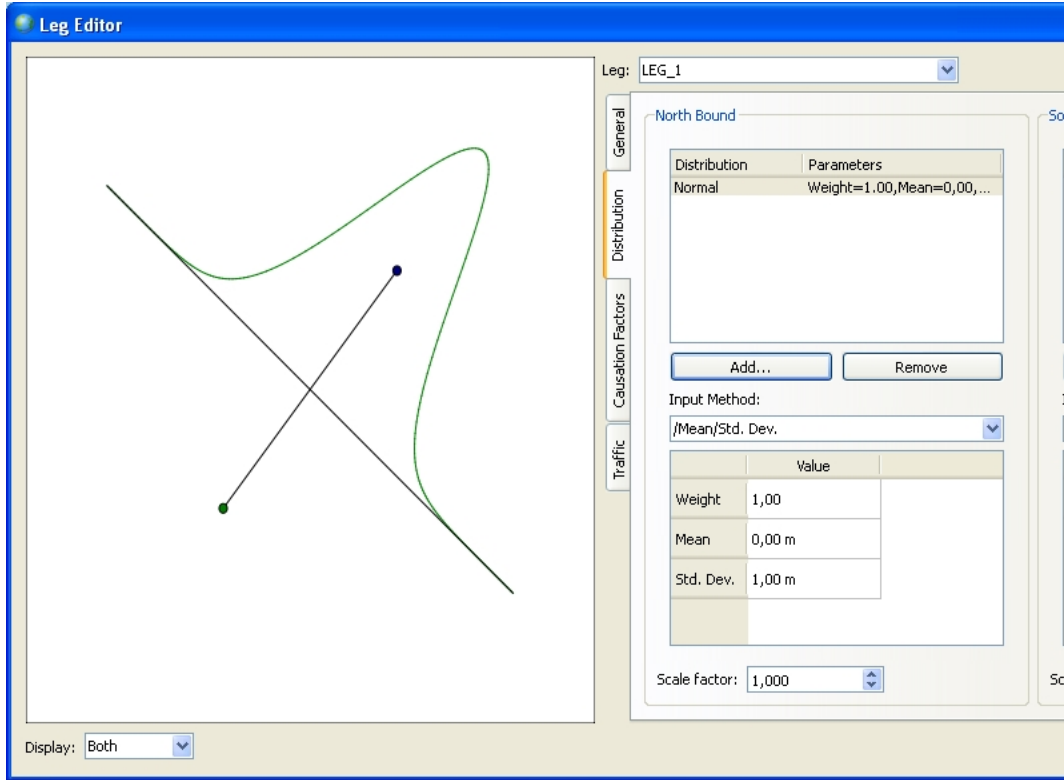 Leg Editor
Leg: LEG_1
General
Distribution
Causation Factors
Traffic
North Bound
Distribution Parameters
Normal Weight=1.00,Mean=0,00,...
Add... Remove
Input Method:
/Mean/Std. Dev.
Value
Weight 1,00
Mean 0,00 m
Std. Dev. 1,00 m
Scale factor: 1,000
Display: Both